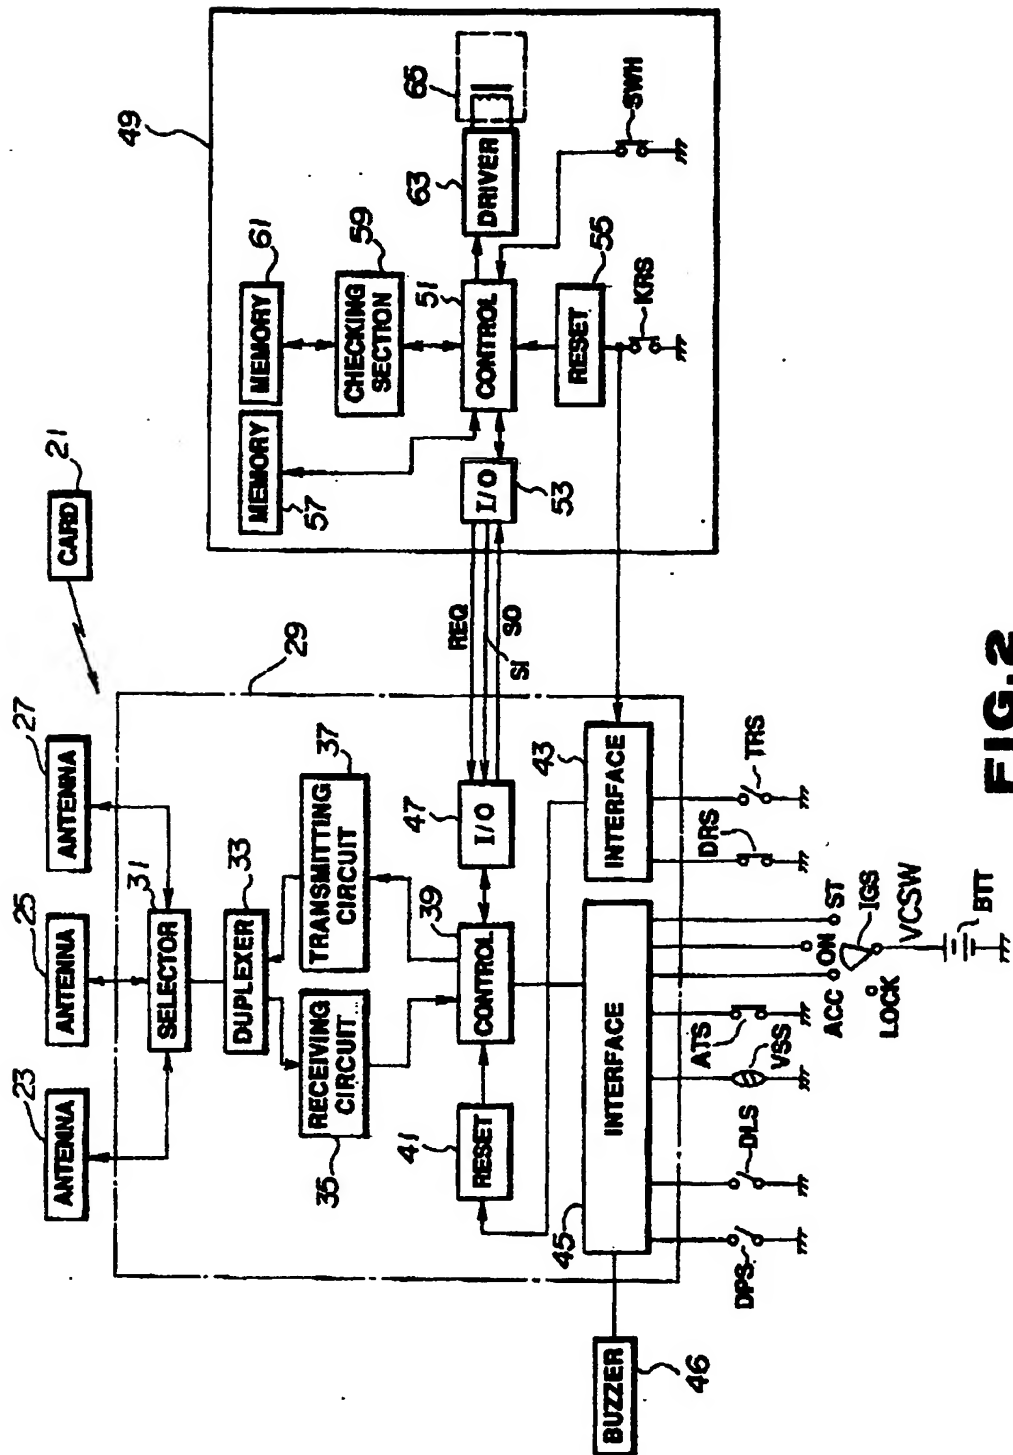 23
ANTENNA
25
ANTENNA
27
ANTENNA
21
CARD
29
31
SELECTOR
33
DUPLEXER
35
RECEIVING
CIRCUIT
37
TRANSMITTING
CIRCUIT
41
RESET
39
CONTROL
47
I/O
REQ
SI
SO
45
INTERFACE
43
INTERFACE
BUZZER
46
DPS
DLS
VSS
ATS
ACC
ON
ST
LOCK
IGS
VCSW
BTT
DRS
TRS
49
MEMORY
57
MEMORY
61
CHECKING
SECTION
59
I/O
53
CONTROL
51
DRIVER
63
65
RESET
55
KRS
SWH
FIG.2